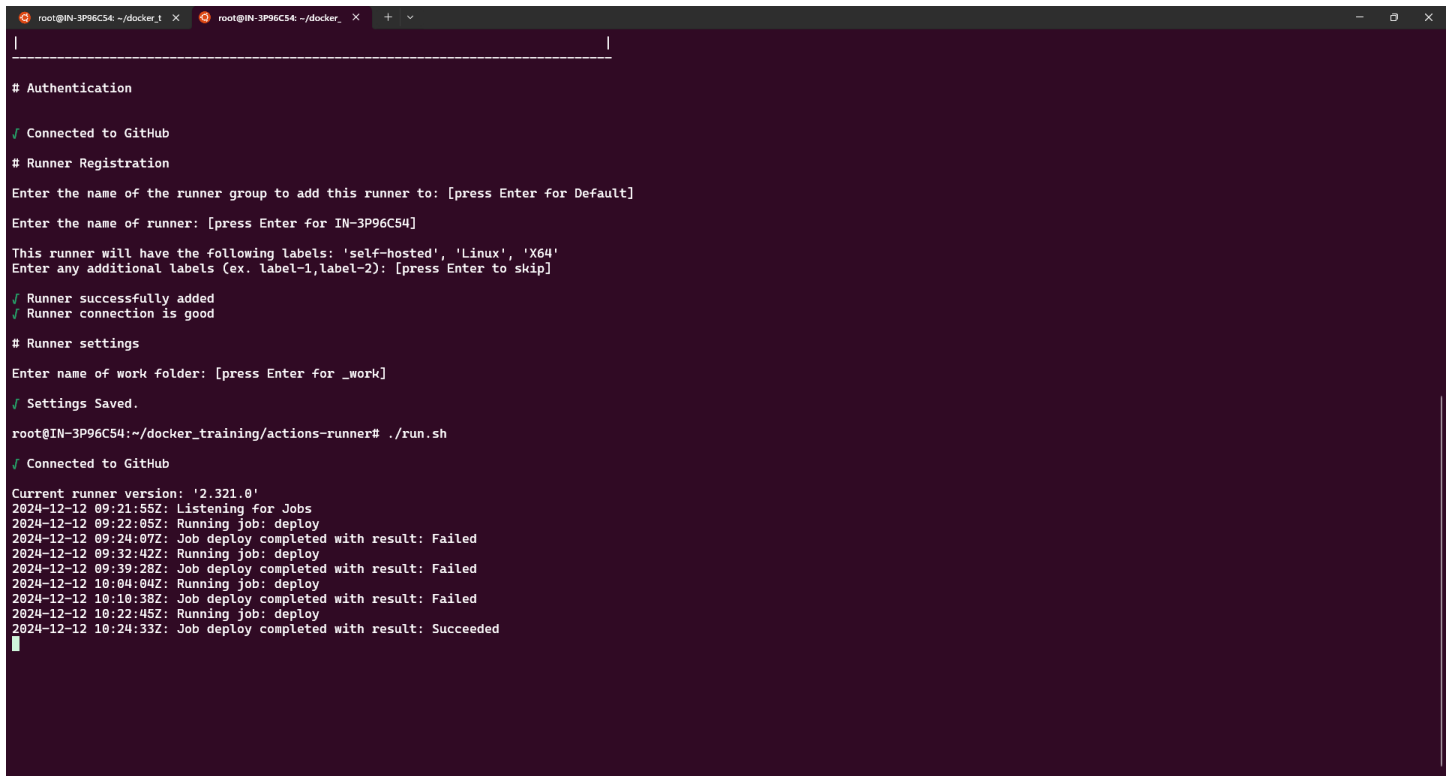 root@IN-3P96C54: ~/docker_t
root@IN-3P96C54: ~/docker_
# Authentication
√ Connected to GitHub
# Runner Registration
Enter the name of the runner group to add this runner to: [press Enter for Default]
Enter the name of runner: [press Enter for IN-3P96C54]
This runner will have the following labels: 'self-hosted', 'Linux', 'X64'
Enter any additional labels (ex. label-1,label-2): [press Enter to skip]
√ Runner successfully added
√ Runner connection is good
# Runner settings
Enter name of work folder: [press Enter for _work]
√ Settings Saved.
root@IN-3P96C54:~/docker_training/actions-runner# ./run.sh
√ Connected to GitHub
Current runner version: '2.321.0'
2024-12-12 09:21:55Z: Listening for Jobs
2024-12-12 09:22:05Z: Running job: deploy
2024-12-12 09:24:07Z: Job deploy completed with result: Failed
2024-12-12 09:32:42Z: Running job: deploy
2024-12-12 09:39:28Z: Job deploy completed with result: Failed
2024-12-12 10:04:04Z: Running job: deploy
2024-12-12 10:10:38Z: Job deploy completed with result: Failed
2024-12-12 10:22:45Z: Running job: deploy
2024-12-12 10:24:33Z: Job deploy completed with result: Succeeded